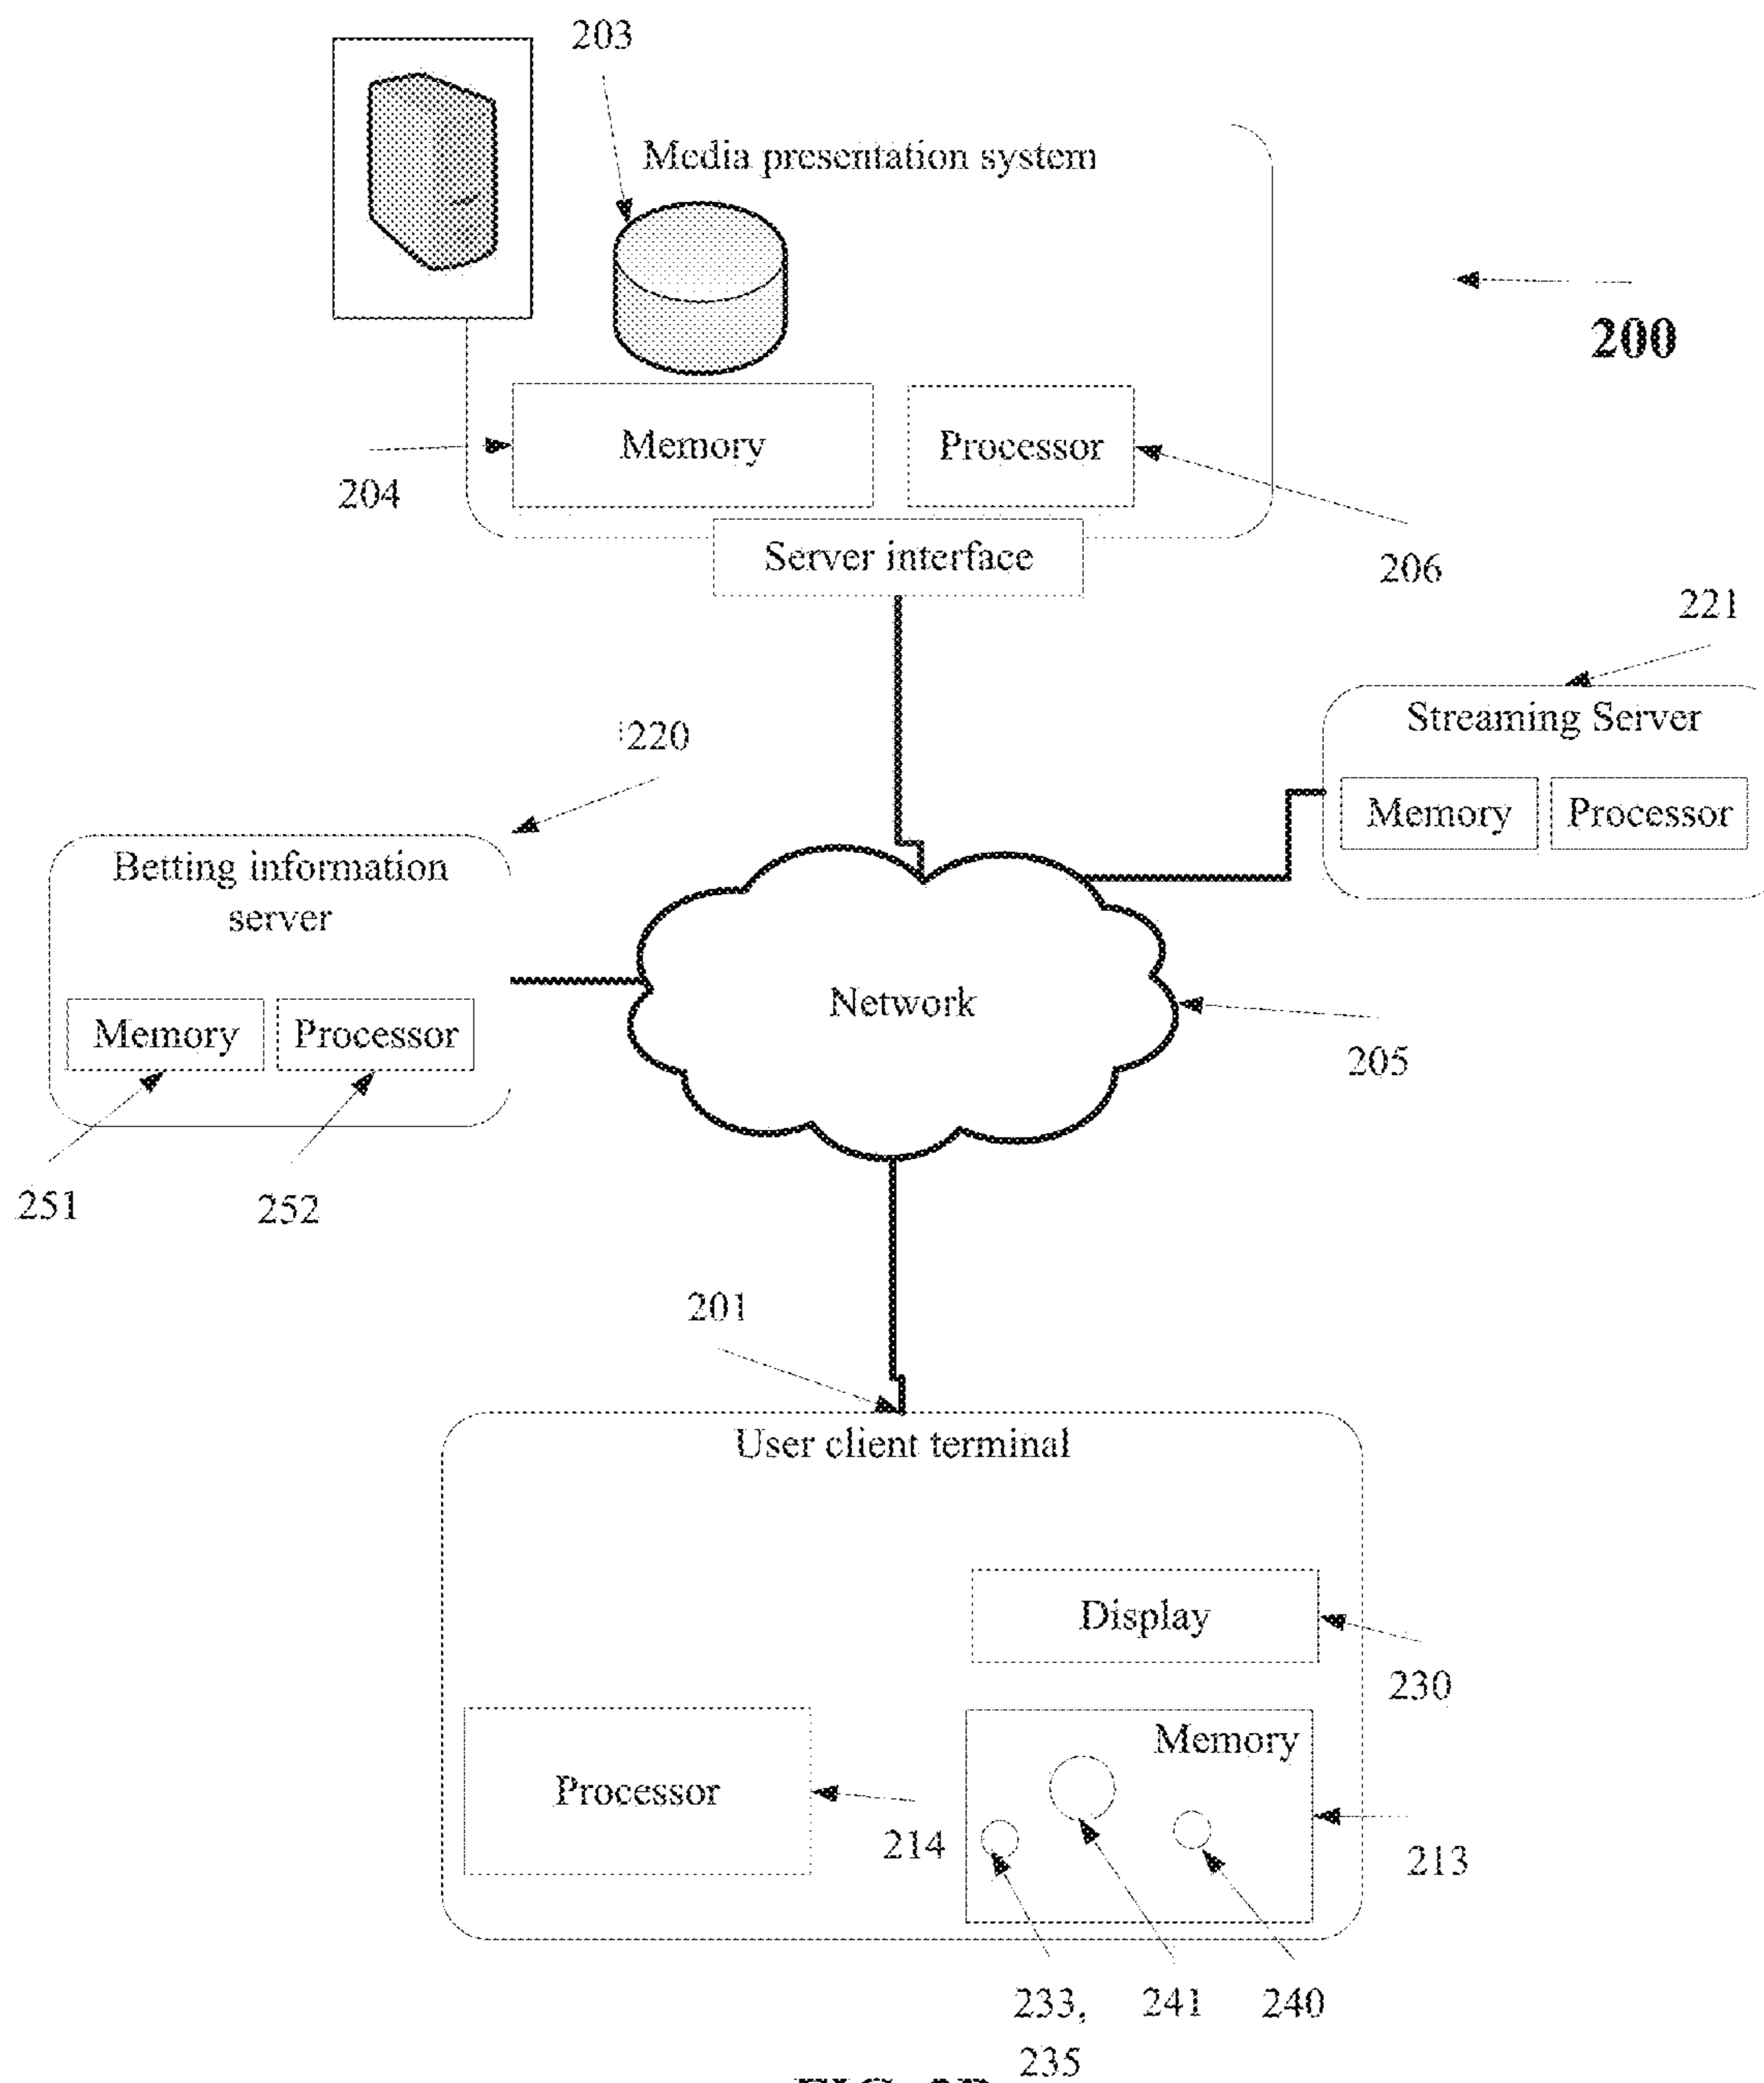 203
Media presentation system
200
Memory
Processor
204
Server interface
206
221
Streaming Server
220
Memory
Processor
Betting information
server
Network
Memory
Processor
205
251
252
201
User client terminal
Display
230
Memory
Processor
214
213
233,
241
240
235